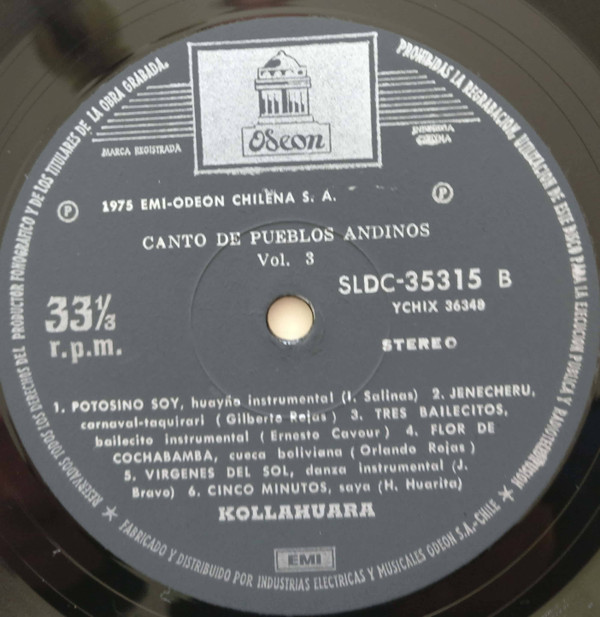 RESERVADOS TODOS LOS DERECHOS DEL PRODUCTOR FONOGRAFICO Y DE LOS TITULARES DE LA OBRA GRABADA.
PROHIBIDAS LA REGRABACION, DUPLICACION DE ESTE DISCO PARA LA EJECUCION PUBLICA Y RADIOTELEDIFUSION
Odeon
MARCA REGISTRADA
INDUSTRIA CHILENA
℗ 1975 EMI-ODEON CHILENA S. A. ℗
CANTO DE PUEBLOS ANDINOS
Vol. 3
SLDC-35315 B
YCHIX 36348
33⅓
r.p.m.
STEREO
1. POTOSINO SOY, huayño instrumental (I. Salinas) 2. JENECHERU,
carnaval-taquirari (Gilberto Rojas) 3. TRES BAILECITOS,
bailecito instrumental (Ernesto Cavour) 4. FLOR DE
COCHABAMBA, cueca boliviana (Orlando Rojas)
5. VIRGENES DEL SOL, danza instrumental (J.
Bravo) 6. CINCO MINUTOS, saya (H. Huarita)
KOLLAHUARA
EMI
★ FABRICADO Y DISTRIBUIDO POR INDUSTRIAS ELECTRICAS Y MUSICALES ODEON S.A.-CHILE ★